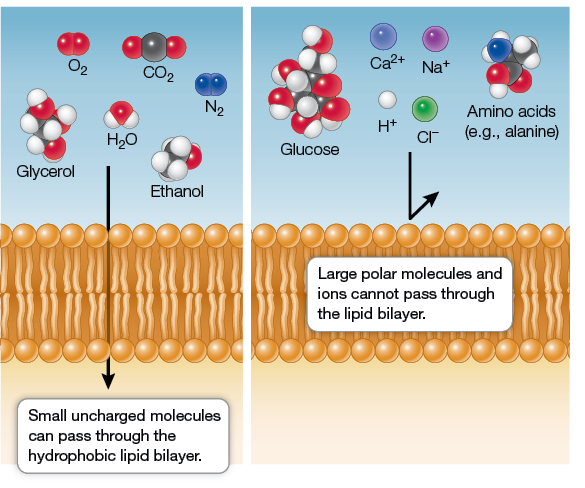 O2
CO2
N2
Glycerol
H2O
Ethanol
Small uncharged molecules
can pass through the
hydrophobic lipid bilayer.
Glucose
Ca2+
Na+
H+
Cl–
Amino acids
(e.g., alanine)
Large polar molecules and
ions cannot pass through
the lipid bilayer.